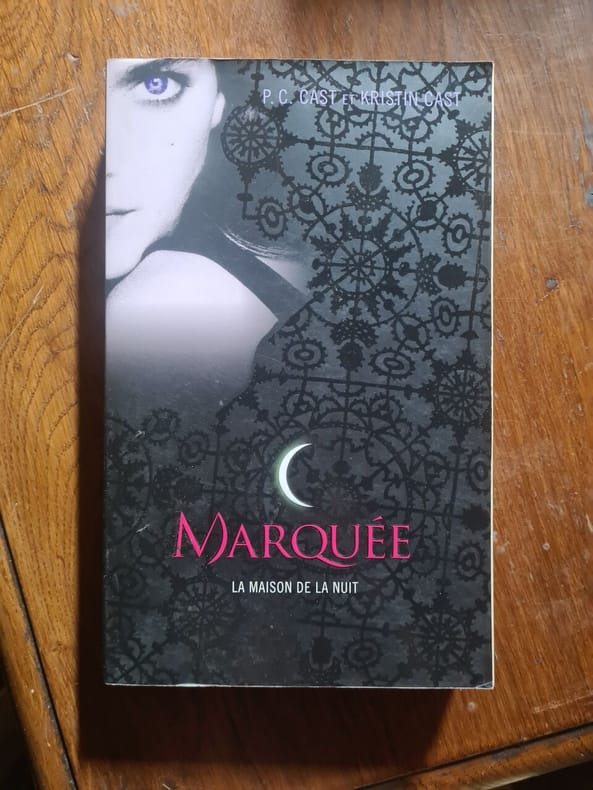 P. C. CAST ET KRISTIN CAST
MARQUÉE
LA MAISON DE LA NUIT